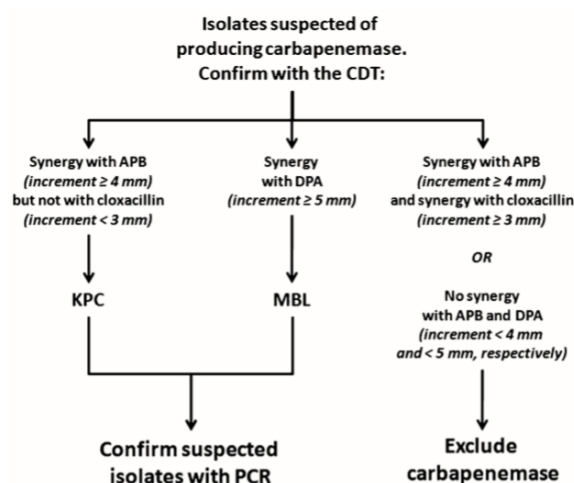 Isolates suspected of
producing carbapenemase.
Confirm with the CDT:
Synergy with APB
(increment ≥ 4 mm)
but not with cloxacillin
(increment < 3 mm)
KPC
Synergy
with DPA
(increment ≥ 5 mm)
MBL
Synergy with APB
(increment ≥ 4 mm)
and synergy with cloxacillin
(increment ≥ 3 mm)
OR
No synergy
with APB and DPA
(increment < 4 mm
and < 5 mm, respectively)
Confirm suspected
isolates with PCR
Exclude
carbapenemase